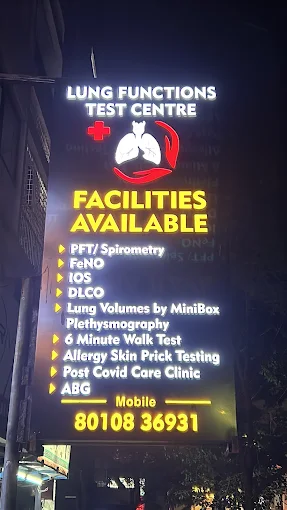 LUNG FUNCTIONS
TEST CENTRE
FACILITIES
AVAILABLE
PFT/ Spirometry
FeNO
IOS
DLCO
Lung Volumes by MiniBox
Plethysmography
6 Minute Walk Test
Allergy Skin Prick Testing
Post Covid Care Clinic
ABG
Mobile
80108 36931